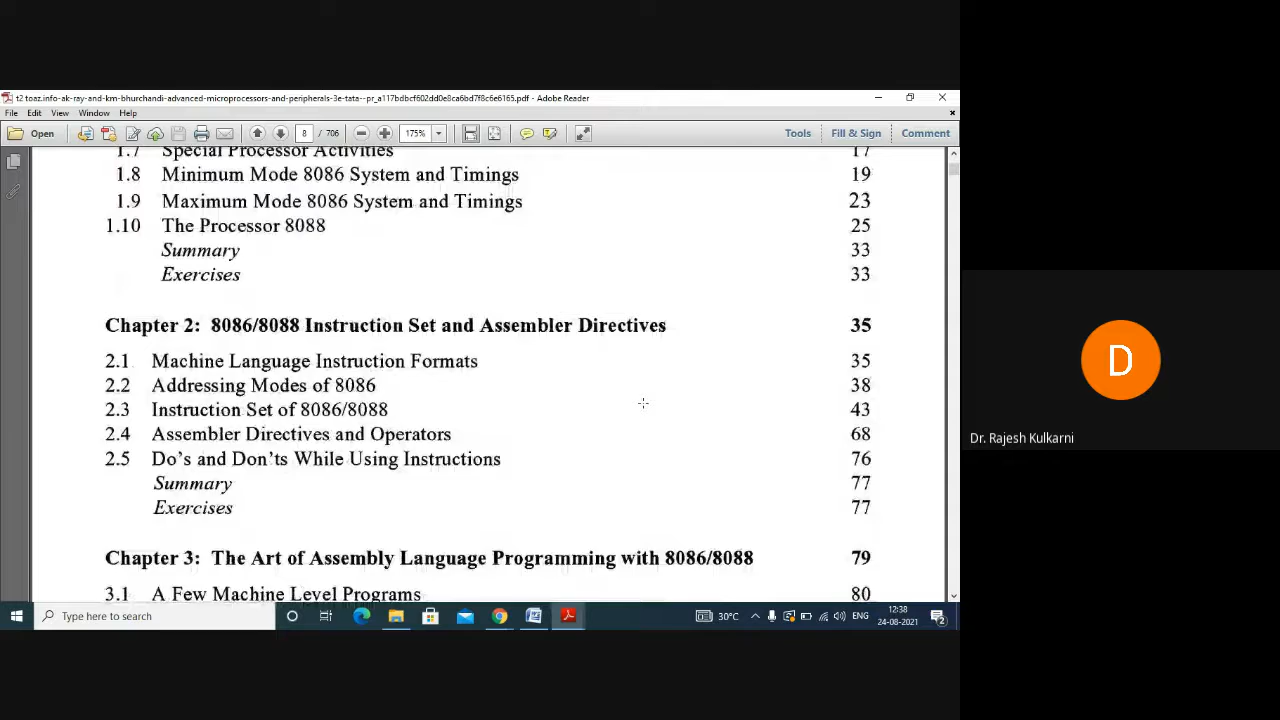 t2 toaz.info-ak-ray-and-km-bhurchandi-advanced-microprocessors-and-peripherals-3e-tata--pr_a117bdbcf602dd0e8ca6bd7f8c6e6165.pdf - Adobe Reader
File Edit View Window Help
Open 8 / 706 175% Tools Fill & Sign Comment
1.7 Special Processor Activities 17
1.8 Minimum Mode 8086 System and Timings 19
1.9 Maximum Mode 8086 System and Timings 23
1.10 The Processor 8088 25
Summary 33
Exercises 33
Chapter 2: 8086/8088 Instruction Set and Assembler Directives 35
2.1 Machine Language Instruction Formats 35
2.2 Addressing Modes of 8086 38
2.3 Instruction Set of 8086/8088 43
2.4 Assembler Directives and Operators 68
2.5 Do's and Don'ts While Using Instructions 76
Summary 77
Exercises 77
Chapter 3: The Art of Assembly Language Programming with 8086/8088 79
3.1 A Few Machine Level Programs 80
Type here to search 30°C ENG 12:38
24-08-2021 2
D
Dr. Rajesh Kulkarni